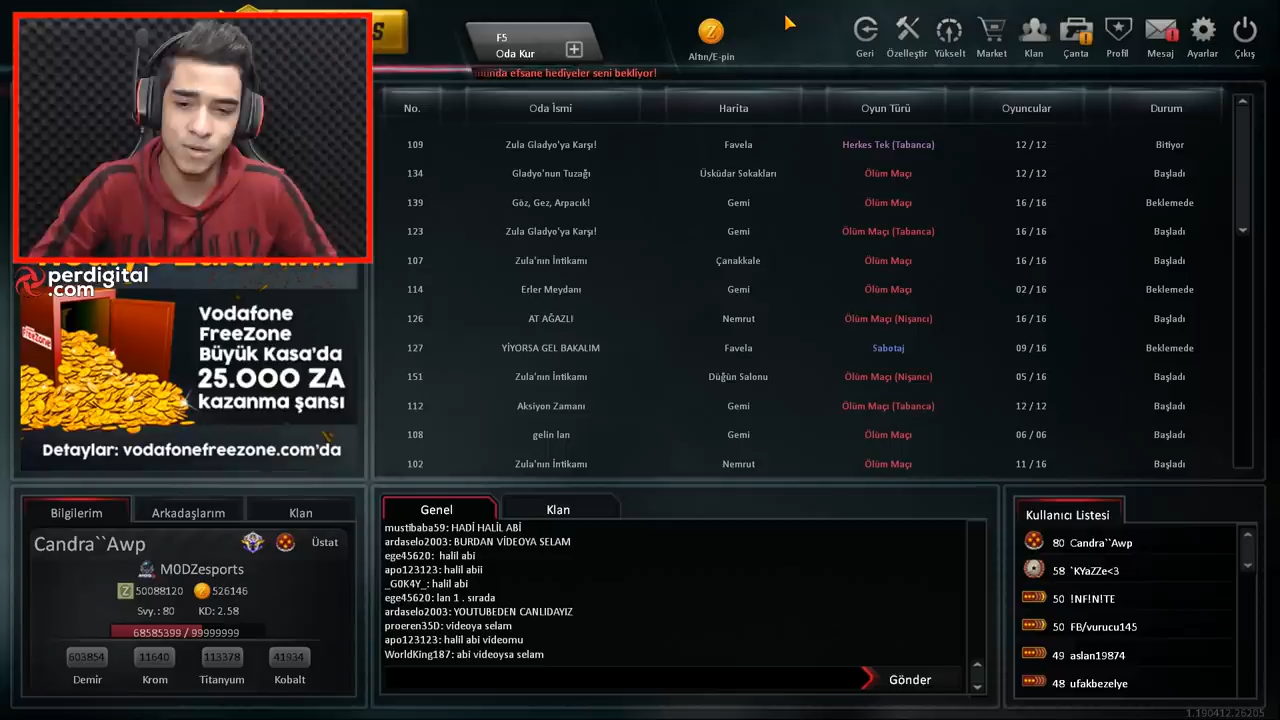 S
F5
Oda Kur
Altın/E-pin
Geri
Özelleştir
Yükselt
Market
Klan
Çanta
Profil
Mesaj
Ayarlar
Çıkış
efsane hediyeler seni bekliyor!
No. Oda İsmi Harita Oyun Türü Oyuncular Durum
109 Zula Gladyo'ya Karşı! Favela Herkes Tek (Tabanca) 12 / 12 Bitiyor
134 Gladyo'nun Tuzağı Üsküdar Sokakları Ölüm Maçı 12 / 12 Başladı
139 Göz, Gez, Arpacık! Gemi Ölüm Maçı 16 / 16 Beklemede
123 Zula Gladyo'ya Karşı! Gemi Ölüm Maçı (Tabanca) 16 / 16 Başladı
107 Zula'nın İntikamı Çanakkale Ölüm Maçı 16 / 16 Başladı
114 Erler Meydanı Gemi Ölüm Maçı 02 / 16 Beklemede
126 AT AĞAZLI Nemrut Ölüm Maçı (Nişancı) 16 / 16 Başladı
127 YİYORSA GEL BAKALIM Favela Sabotaj 09 / 16 Beklemede
151 Zula'nın İntikamı Düğün Salonu Ölüm Maçı (Nişancı) 05 / 16 Başladı
112 Aksiyon Zamanı Gemi Ölüm Maçı (Tabanca) 12 / 12 Başladı
108 gelin lan Gemi Ölüm Maçı 06 / 06 Başladı
102 Zula'nın İntikamı Nemrut Ölüm Maçı 11 / 16 Başladı
perdigital
.com
FREEZONE
Vodafone
FreeZone
Büyük Kasa'da
25.000 ZA
kazanma şansı
Detaylar: vodafonefreezone.com'da
Bilgilerim Arkadaşlarım Klan
Candra``Awp Üstat
M0DZesports
50088120 526146
Svy. : 80 KD: 2.58
68585399 / 99999999
603854 11640 113378 41934
Demir Krom Titanyum Kobalt
Genel Klan
mustibaba59: HADİ HALİL ABİ
ardaselo2003: BURDAN VİDEOYA SELAM
ege45620: halil abi
apo123123: halil abii
_G0K4Y_: halil abi
ege45620: lan 1 . sırada
ardaselo2003: YOUTUBEDEN CANLIDAYIZ
proeren35D: videoya selam
apo123123: halil abi videomu
WorldKing187: abi videoysa selam
Gönder
Kullanıcı Listesi
80 Candra``Awp
58 `KYaZZe<3
50 !NF!N!TE
50 FB/vurucu145
49 aslan19874
48 ufakbezelye
1.190412.26205